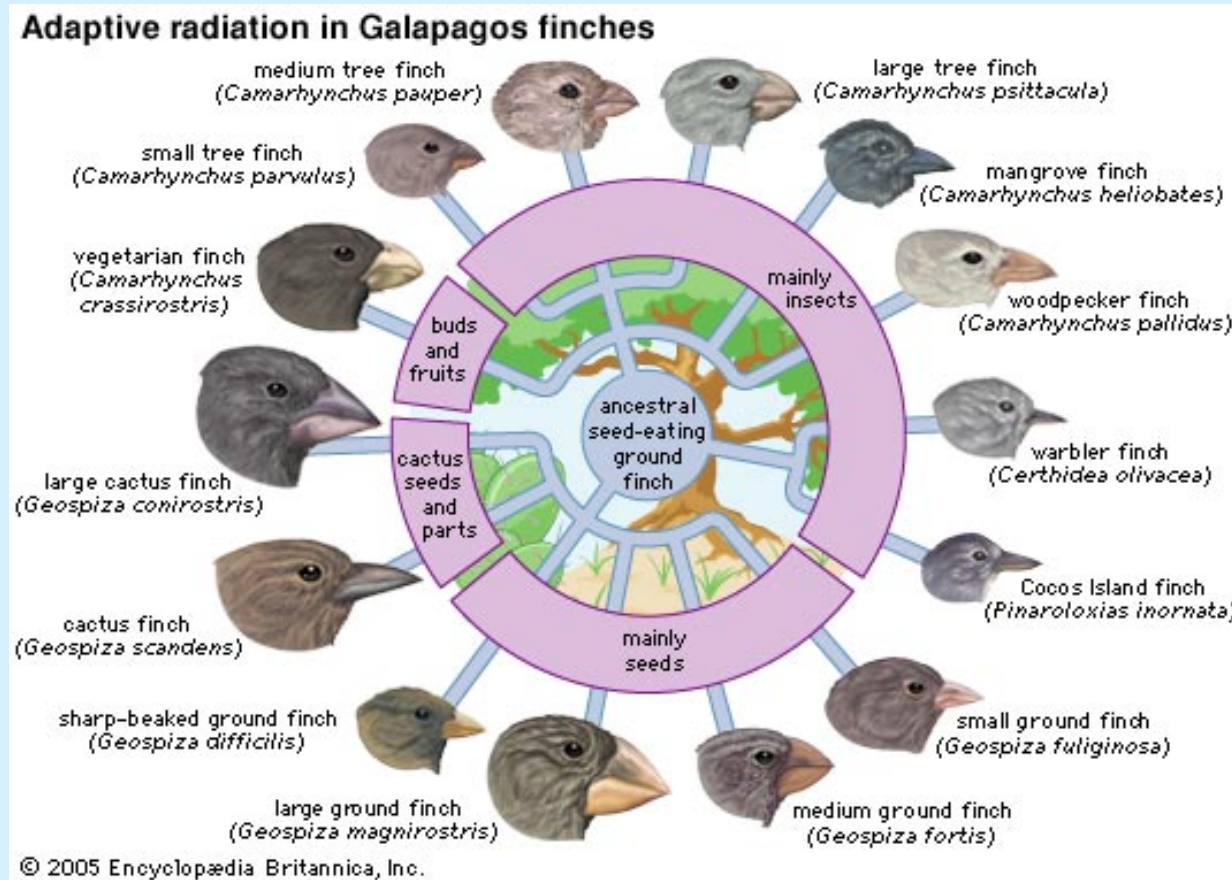 Adaptive radiation in Galapagos finches
medium tree finch
(Camarhynchus pauper)
large tree finch
(Camarhynchus psittacula)
small tree finch
(Camarhynchus parvulus)
mangrove finch
(Camarhynchus heliobates)
vegetarian finch
(Camarhynchus
crassirostris)
mainly
insects
woodpecker finch
(Camarhynchus pallidus)
buds
and
fruits
ancestral
seed-eating
ground
finch
large cactus finch
(Geospiza conirostris)
cactus
seeds
and
parts
warbler finch
(Certhidea olivacea)
cactus finch
(Geospiza scandens)
Cocos Island finch
(Pinaroloxias inornata)
mainly
seeds
sharp-beaked ground finch
(Geospiza difficilis)
small ground finch
(Geospiza fuliginosa)
large ground finch
(Geospiza magnirostris)
medium ground finch
(Geospiza fortis)
© 2005 Encyclopædia Britannica, Inc.